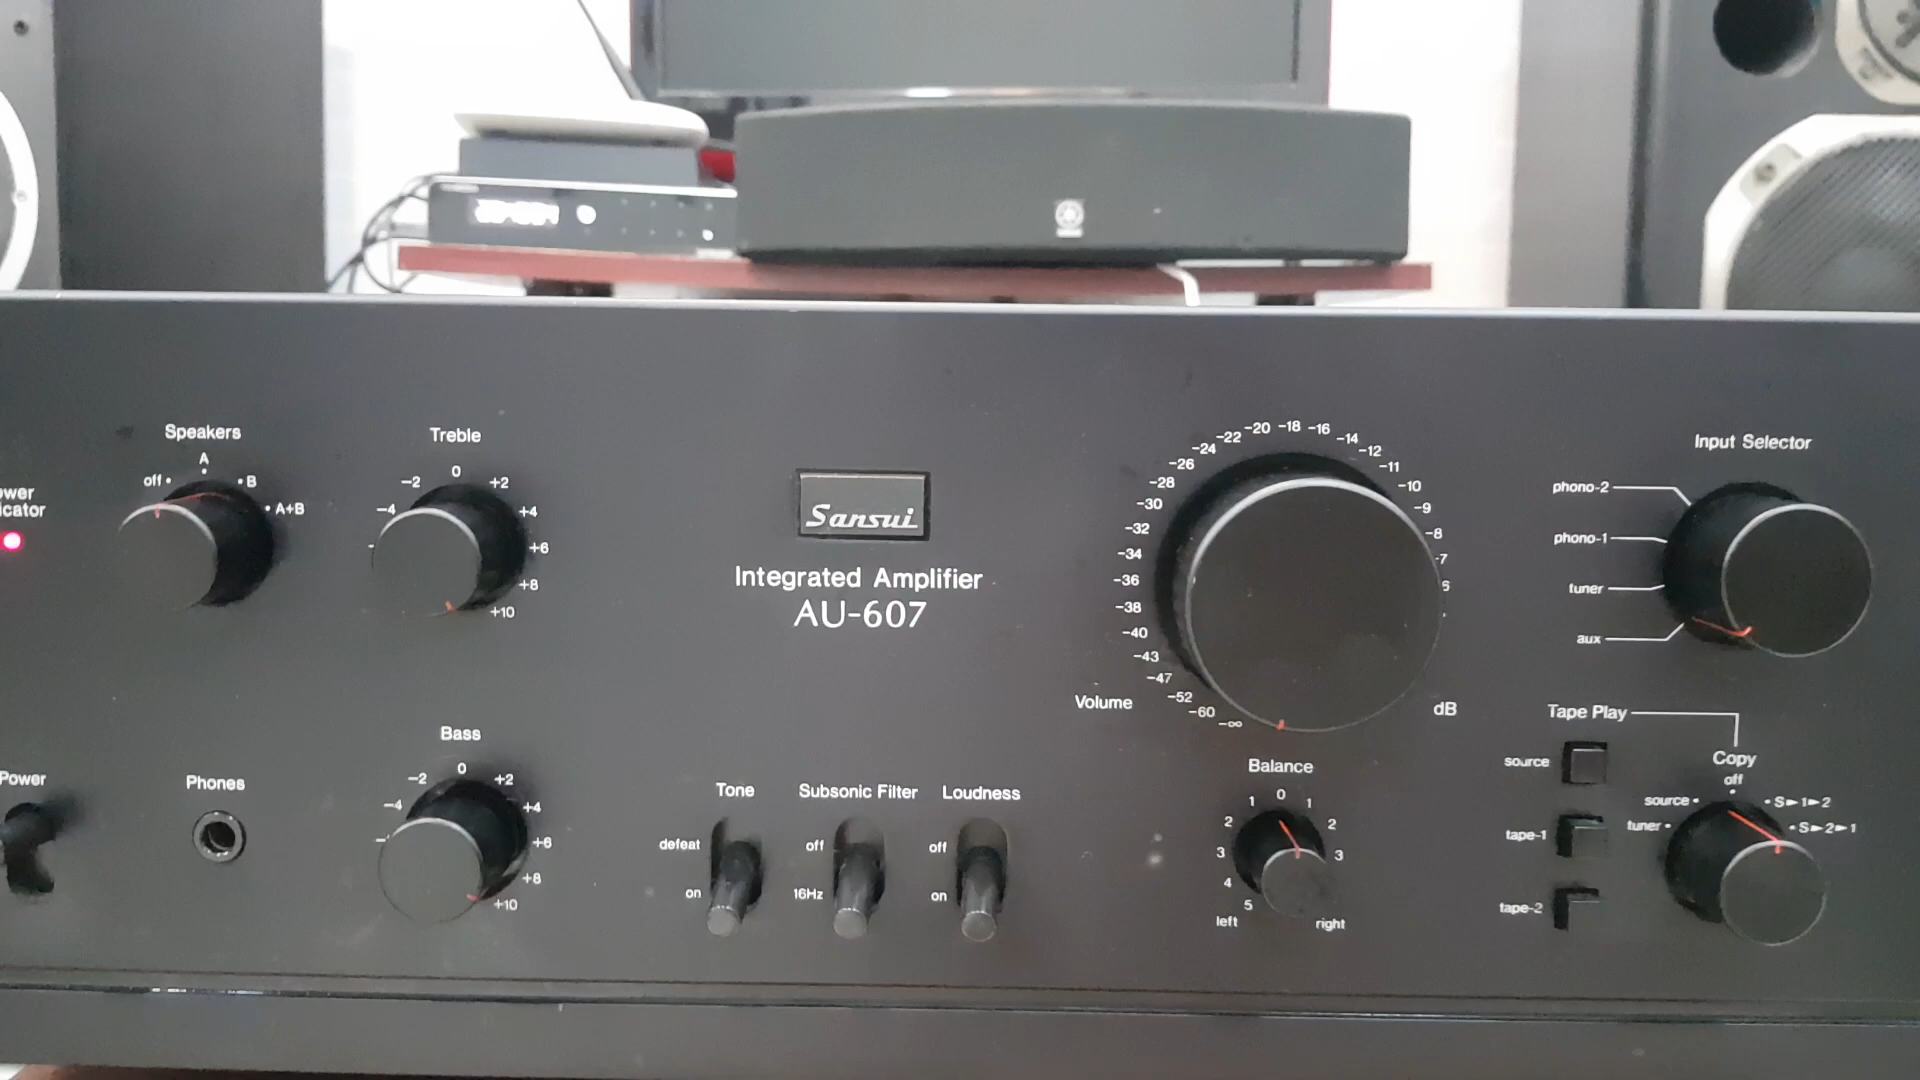 Speakers
off
A
B
A+B
Treble
-4
-2
0
+2
+4
+6
+8
+10
Sansui
Integrated Amplifier
AU-607
Volume
-∞
-60
-52
-47
-43
-40
-38
-36
-34
-32
-30
-28
-26
-24
-22
-20
-18
-16
-14
-12
-11
-10
-9
-8
-7
dB
Input Selector
phono-2
phono-1
tuner
aux
Power
Phones
Bass
-4
-2
0
+2
+4
+6
+8
+10
Tone
defeat
on
Subsonic Filter
off
16Hz
Loudness
off
on
Balance
5
4
3
2
1
0
1
2
3
left
right
Tape Play
source
tape-1
tape-2
Copy
off
source
tuner
S►1►2
S►2►1